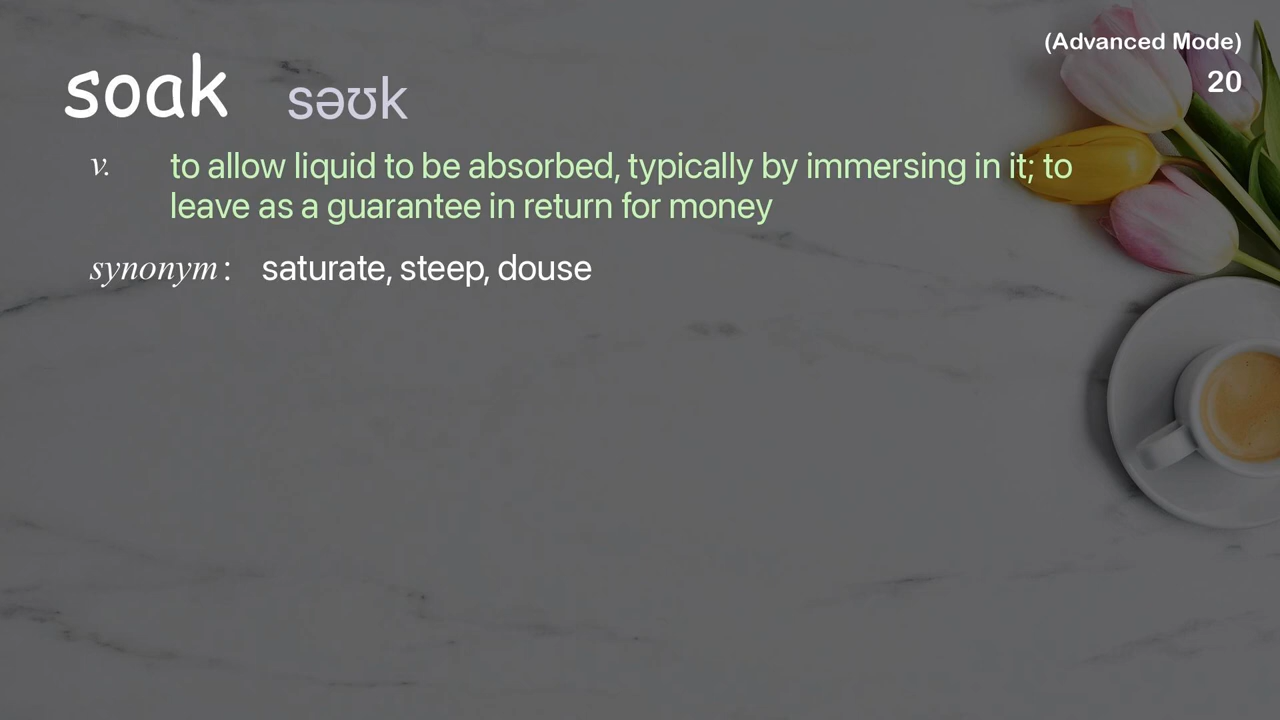 (Advanced Mode)
20
soak səʊk
v. to allow liquid to be absorbed, typically by immersing in it; to
leave as a guarantee in return for money
synonym: saturate, steep, douse